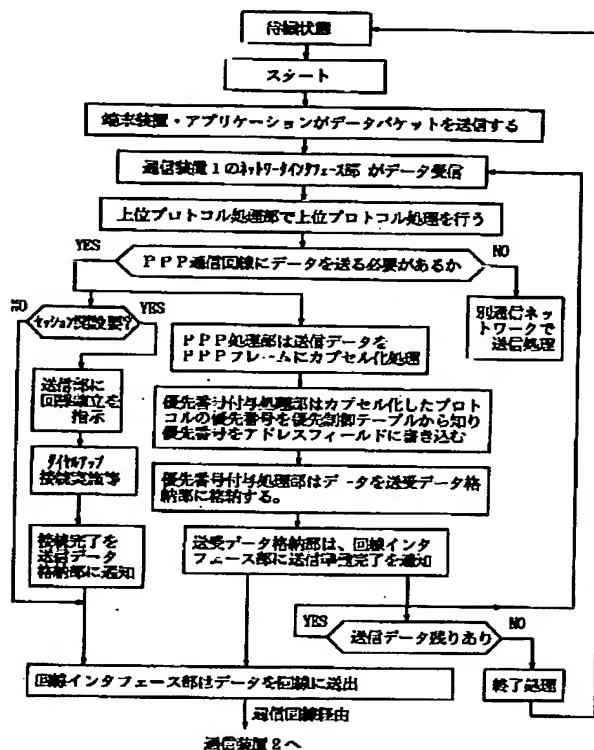 待機状態
スタート
端末装置・アプリケーションがデータパケットを送信する
通信装置1のネットワークインタフェース部 がデータ受信
上位プロトコル処理部で上位プロトコル処理を行う
YES
NO
PPP通信回線にデータを送る必要があるか
NO
セッション開設要?
YES
PPP処理部は送信データを
PPPフレームにカプセル化処理
別通信ネッ
トワークで
送信処理
送信部に
回線確立を
指示
優先番号付与処理部はカプセル化したプロト
コルの優先番号を優先制御テーブルから知り
優先番号をアドレスフィールドに書き込む
ダイヤルアップ
接続実施等
優先番号付与処理部はデータを送受データ格
納部に格納する。
接続完了を
送信データ
格納部に通知
送受データ格納部は、回線インタ
フェース部に送信準備完了を通知
YES
送信データ残りあり
NO
回線インタフェース部はデータを回線に送出
終了処理
通信回線経由
通信装置2へ